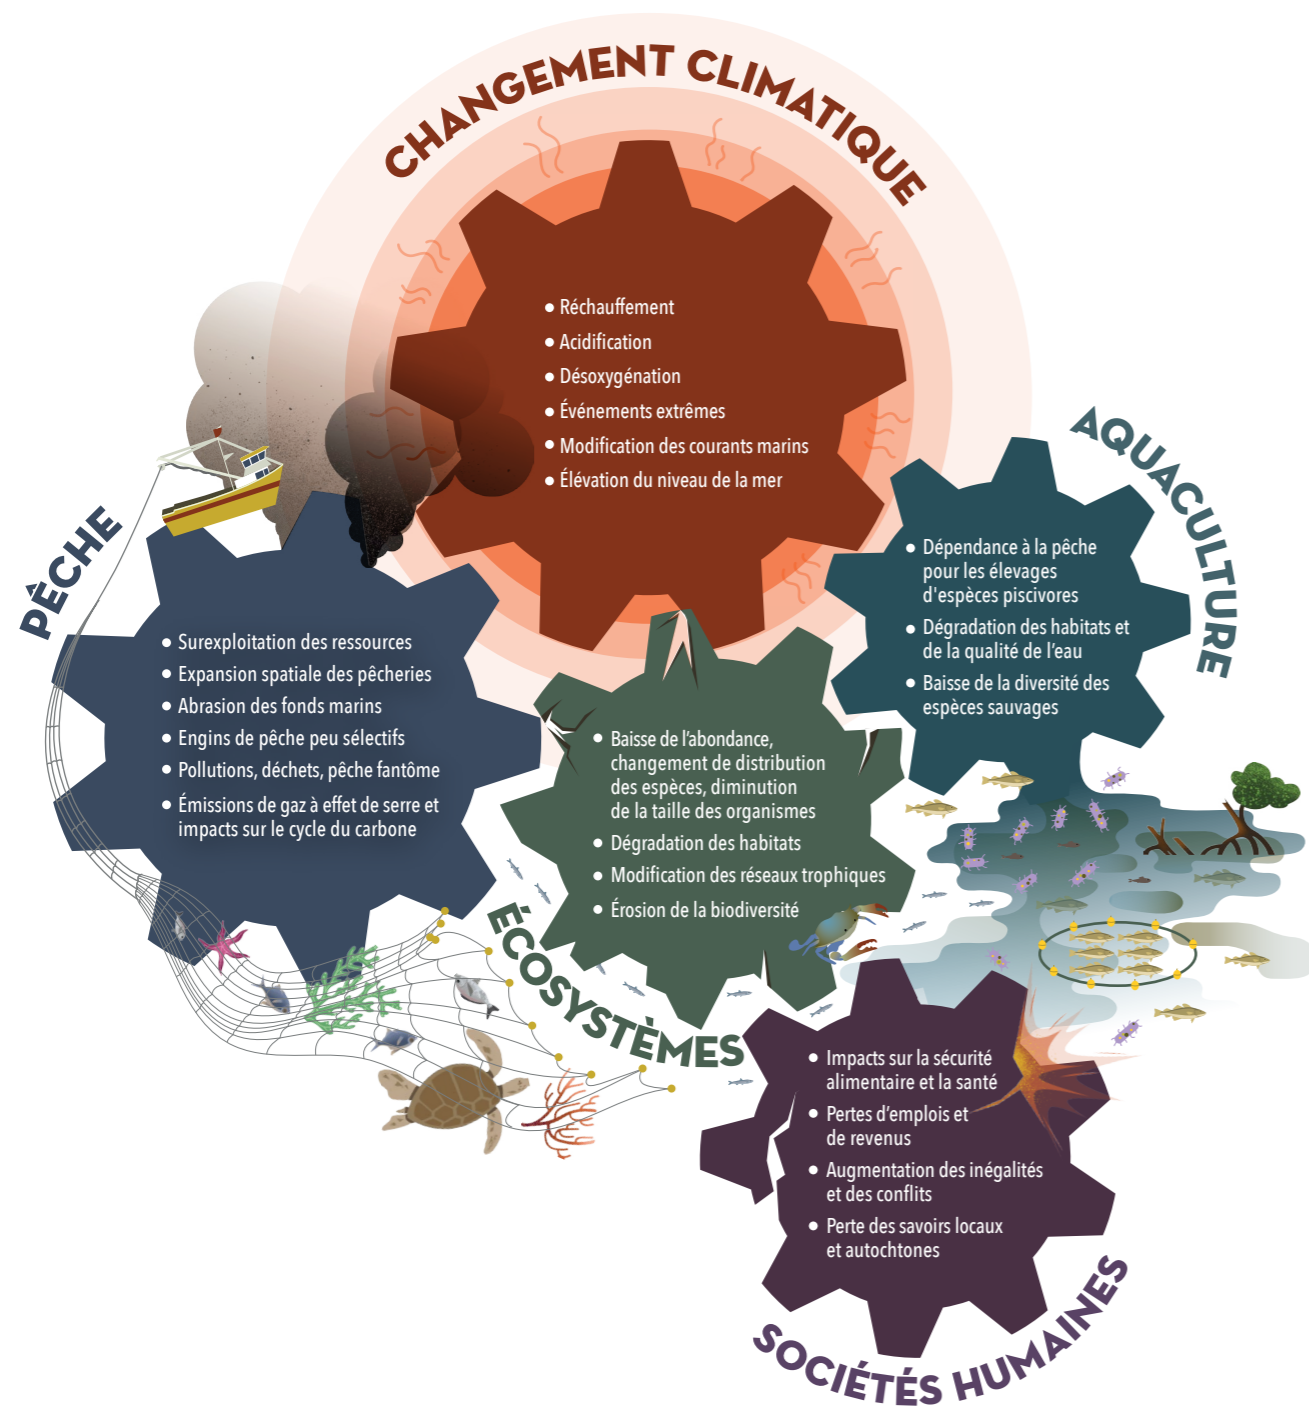 CHANGEMENT CLIMATIQUE
• Réchauffement
• Acidification
• Désoxygénation
• Événements extrêmes
• Modification des courants marins
• Élévation du niveau de la mer
PÊCHE
• Surexploitation des ressources
• Expansion spatiale des pêcheries
• Abrasion des fonds marins
• Engins de pêche peu sélectifs
• Pollutions, déchets, pêche fantôme
• Émissions de gaz à effet de serre et
impacts sur le cycle du carbone
AQUACULTURE
• Dépendance à la pêche
pour les élevages
d'espèces piscivores
• Dégradation des habitats et
de la qualité de l’eau
• Baisse de la diversité des
espèces sauvages
ÉCOSYSTÈMES
• Baisse de l’abondance,
changement de distribution
des espèces, diminution
de la taille des organismes
• Dégradation des habitats
• Modification des réseaux trophiques
• Érosion de la biodiversité
SOCIÉTÉS HUMAINES
• Impacts sur la sécurité
alimentaire et la santé
• Pertes d’emplois et
de revenus
• Augmentation des inégalités
et des conflits
• Perte des savoirs locaux
et autochtones